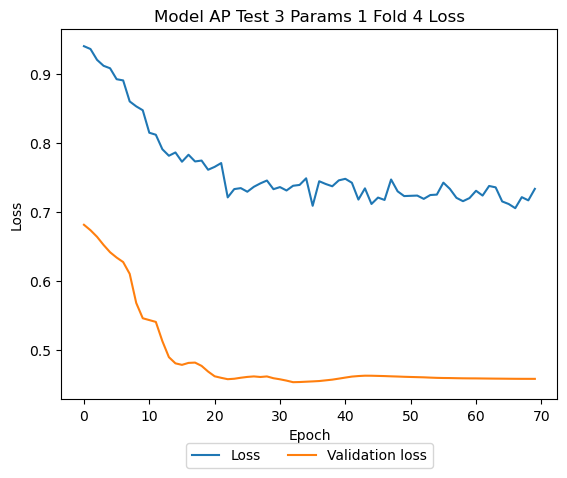 Model AP Test 3 Params 1 Fold 4 Loss
Loss
0.9
0.8
0.7
0.6
0.5
0 10 20 30 40 50 60 70
Epoch
Loss Validation loss